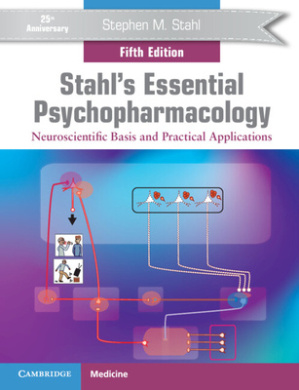 25th
Anniversary
Stephen M. Stahl
Fifth Edition
Stahl's Essential
Psychopharmacology
Neuroscientific Basis and Practical Applications
CAMBRIDGE
Medicine